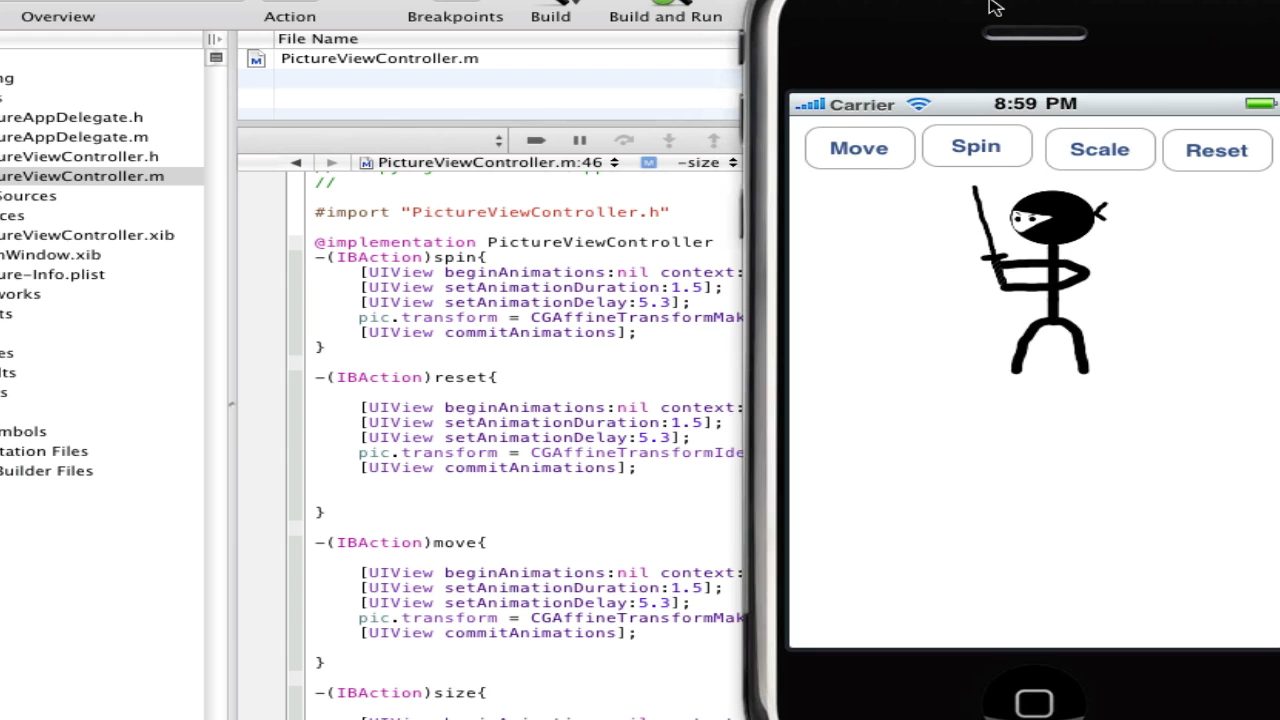 Overview
Action
Breakpoints
Build
Build and Run
File Name
PictureViewController.m
ng
s
ureAppDelegate.h
ureAppDelegate.m
ureViewController.h
ureViewController.m
Sources
ces
ureViewController.xib
nWindow.xib
ure-Info.plist
works
ts
es
lts
s
mbols
tation Files
Builder Files
PictureViewController.m:46
-size
//
#import "PictureViewController.h"
@implementation PictureViewController
-(IBAction)spin{
[UIView beginAnimations:nil context:
[UIView setAnimationDuration:1.5];
[UIView setAnimationDelay:5.3];
pic.transform = CGAffineTransformMak
[UIView commitAnimations];
}
-(IBAction)reset{
[UIView beginAnimations:nil context:
[UIView setAnimationDuration:1.5];
[UIView setAnimationDelay:5.3];
pic.transform = CGAffineTransformIde
[UIView commitAnimations];
}
-(IBAction)move{
[UIView beginAnimations:nil context:
[UIView setAnimationDuration:1.5];
[UIView setAnimationDelay:5.3];
pic.transform = CGAffineTransformMak
[UIView commitAnimations];
}
-(IBAction)size{
Carrier 8:59 PM
Move Spin Scale Reset